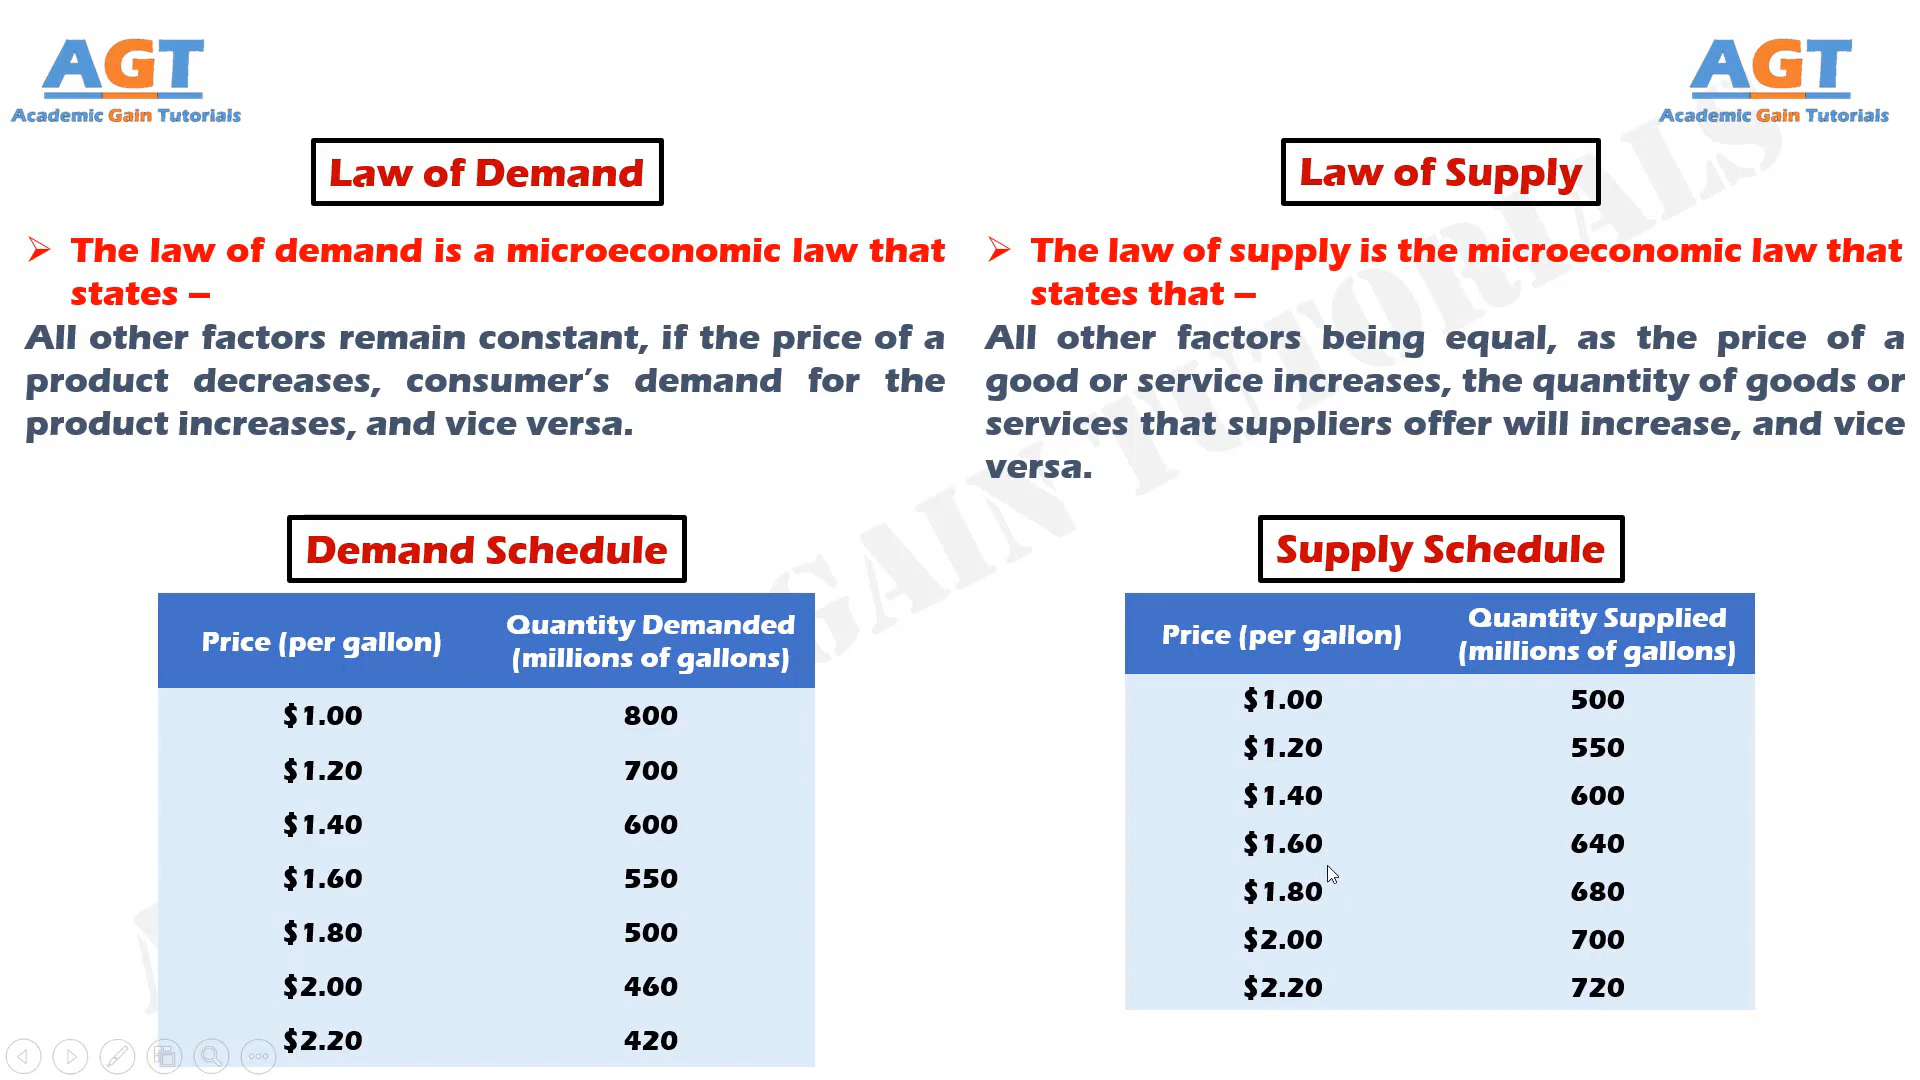 AGT
Academic Gain Tutorials
AGT
Academic Gain Tutorials
Law of Demand
➢ The law of demand is a microeconomic law that
states –
All other factors remain constant, if the price of a
product decreases, consumer’s demand for the
product increases, and vice versa.
Demand Schedule
Price (per gallon) Quantity Demanded
(millions of gallons)
$1.00 800
$1.20 700
$1.40 600
$1.60 550
$1.80 500
$2.00 460
$2.20 420
Law of Supply
➢ The law of supply is the microeconomic law that
states that –
All other factors being equal, as the price of a
good or service increases, the quantity of goods or
services that suppliers offer will increase, and vice
versa.
Supply Schedule
Price (per gallon) Quantity Supplied
(millions of gallons)
$1.00 500
$1.20 550
$1.40 600
$1.60 640
$1.80 680
$2.00 700
$2.20 720
GAIN TUTORIALS